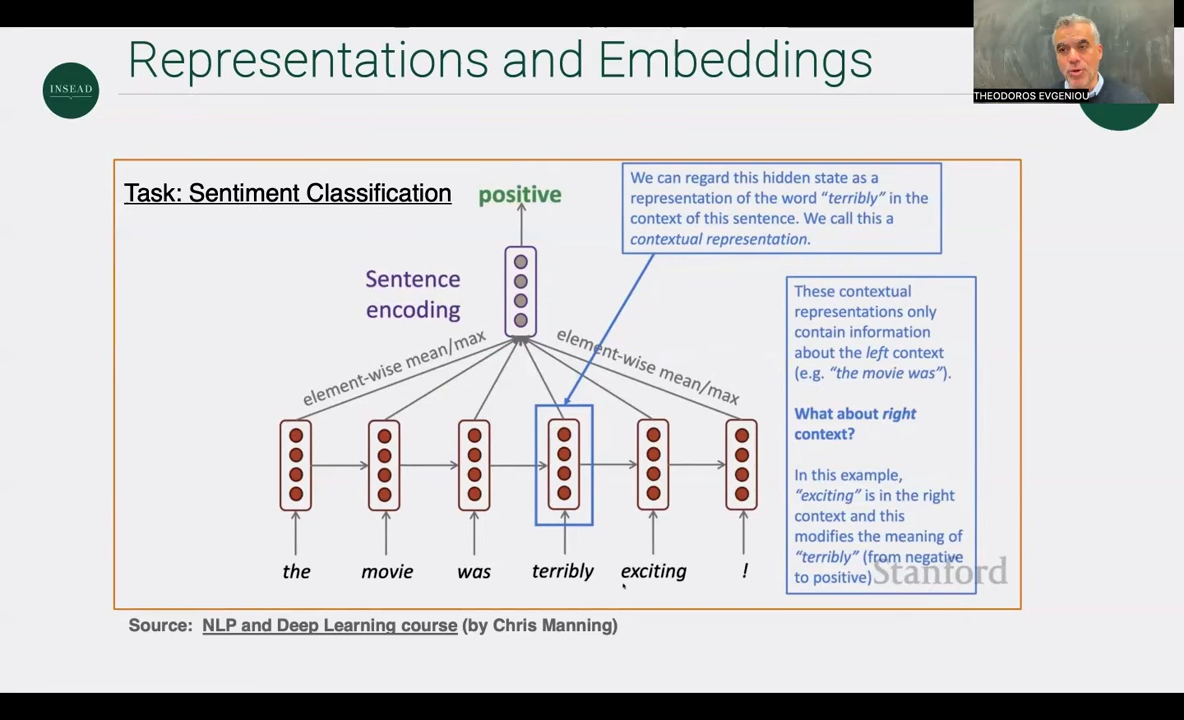 Representations and Embeddings
INSEAD
THEODOROS EVGENIOU
Task: Sentiment Classification
positive
We can regard this hidden state as a
representation of the word “terribly” in the
context of this sentence. We call this a
contextual representation.
Sentence
encoding
element-wise mean/max
element-wise mean/max
These contextual
representations only
contain information
about the left context
(e.g. “the movie was”).
What about right
context?
In this example,
“exciting” is in the right
context and this
modifies the meaning of
“terribly” (from negative
to positive)
Stanford
the movie was terribly exciting !
Source: NLP and Deep Learning course (by Chris Manning)